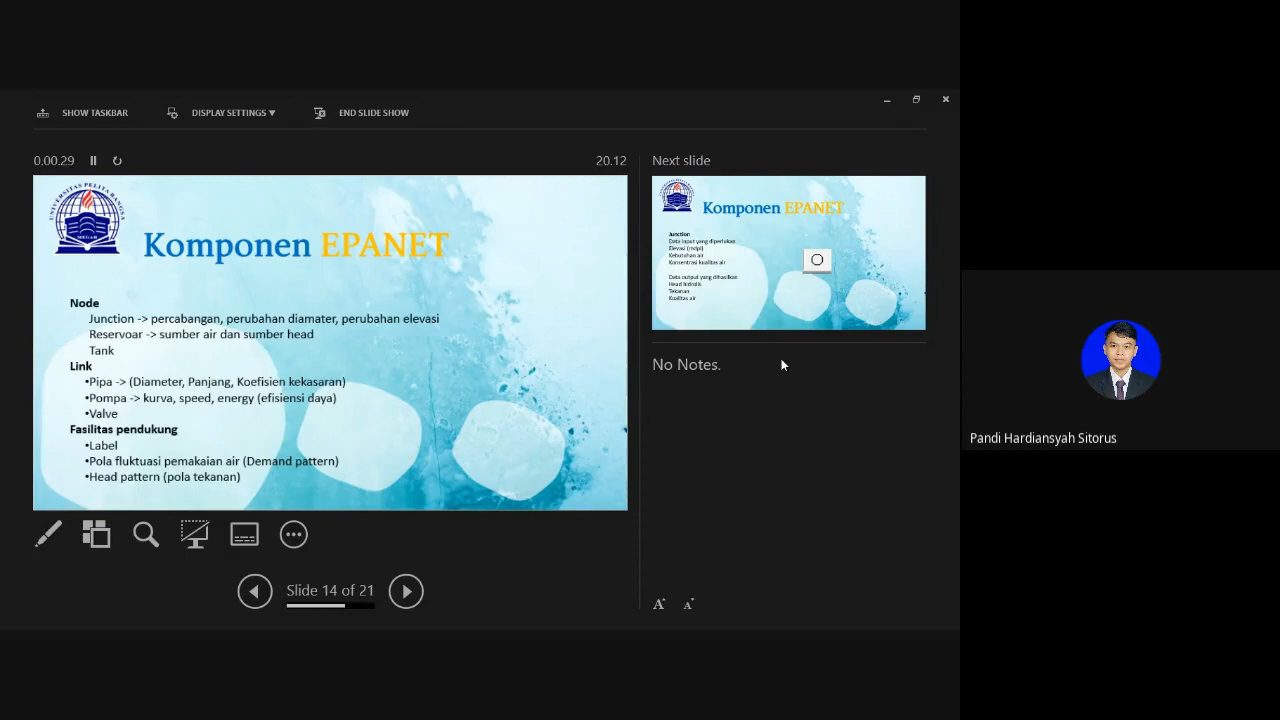 SHOW TASKBAR
DISPLAY SETTINGS ▾
END SLIDE SHOW
0.00.29
20.12
Next slide
UNIVERSITAS PELITA BANGSA
Komponen EPANET
Node
Junction -> percabangan, perubahan diamater, perubahan elevasi
Reservoar -> sumber air dan sumber head
Tank
Link
•Pipa -> (Diameter, Panjang, Koefisien kekasaran)
•Pompa -> kurva, speed, energy (efisiensi daya)
•Valve
Fasilitas pendukung
•Label
•Pola fluktuasi pemakaian air (Demand pattern)
•Head pattern (pola tekanan)
Komponen EPANET
Junction
Data input yang diperlukan
Elevasi (mdpl)
Kebutuhan air
Konsentrasi kualitas air
Data output yang dihasilkan
Head hidrolis
Tekanan
Kualitas air
No Notes.
Slide 14 of 21
A A
Pandi Hardiansyah Sitorus